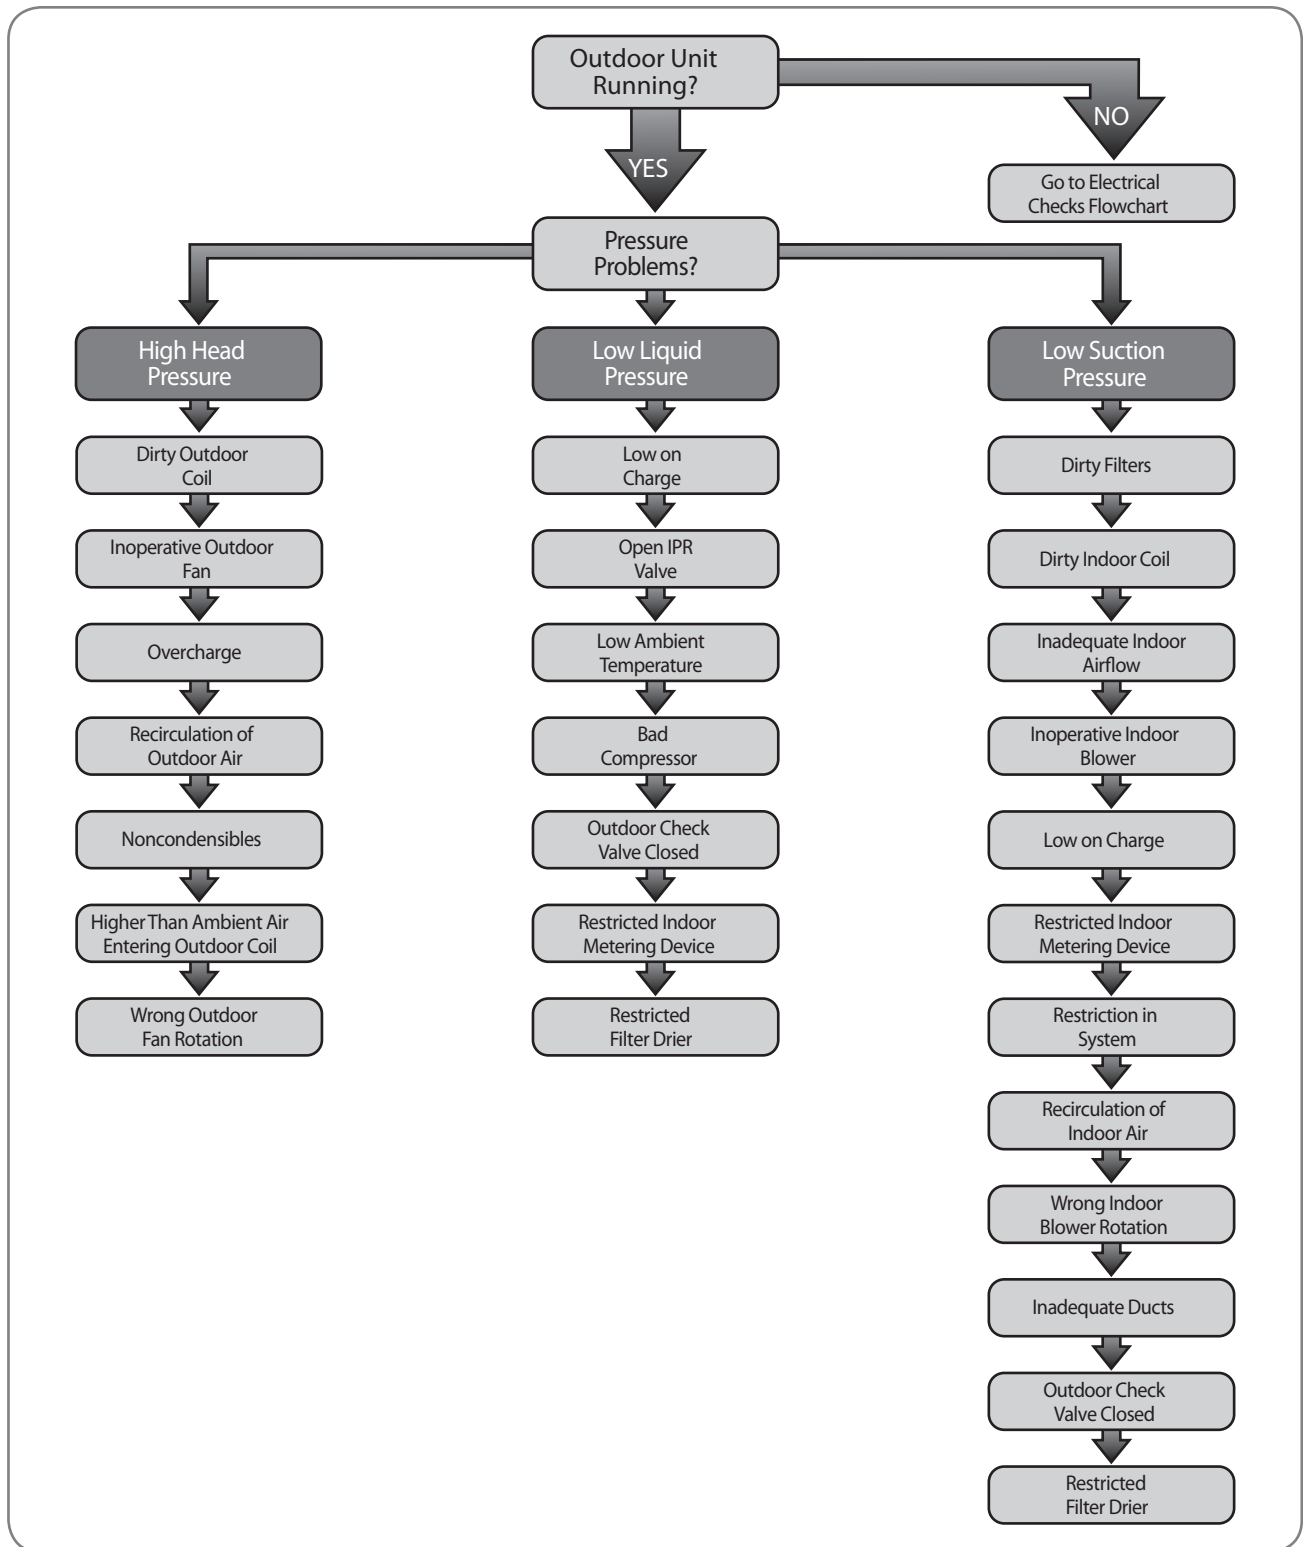 Outdoor Unit
Running?
NO
YES
Go to Electrical
Checks Flowchart
Pressure
Problems?
High Head
Pressure
Dirty Outdoor
Coil
Inoperative Outdoor
Fan
Overcharge
Recirculation of
Outdoor Air
Noncondensibles
Higher Than Ambient Air
Entering Outdoor Coil
Wrong Outdoor
Fan Rotation
Low Liquid
Pressure
Low on
Charge
Open IPR
Valve
Low Ambient
Temperature
Bad
Compressor
Outdoor Check
Valve Closed
Restricted Indoor
Metering Device
Restricted
Filter Drier
Low Suction
Pressure
Dirty Filters
Dirty Indoor Coil
Inadequate Indoor
Airflow
Inoperative Indoor
Blower
Low on Charge
Restricted Indoor
Metering Device
Restriction in
System
Recirculation of
Indoor Air
Wrong Indoor
Blower Rotation
Inadequate Ducts
Outdoor Check
Valve Closed
Restricted
Filter Drier